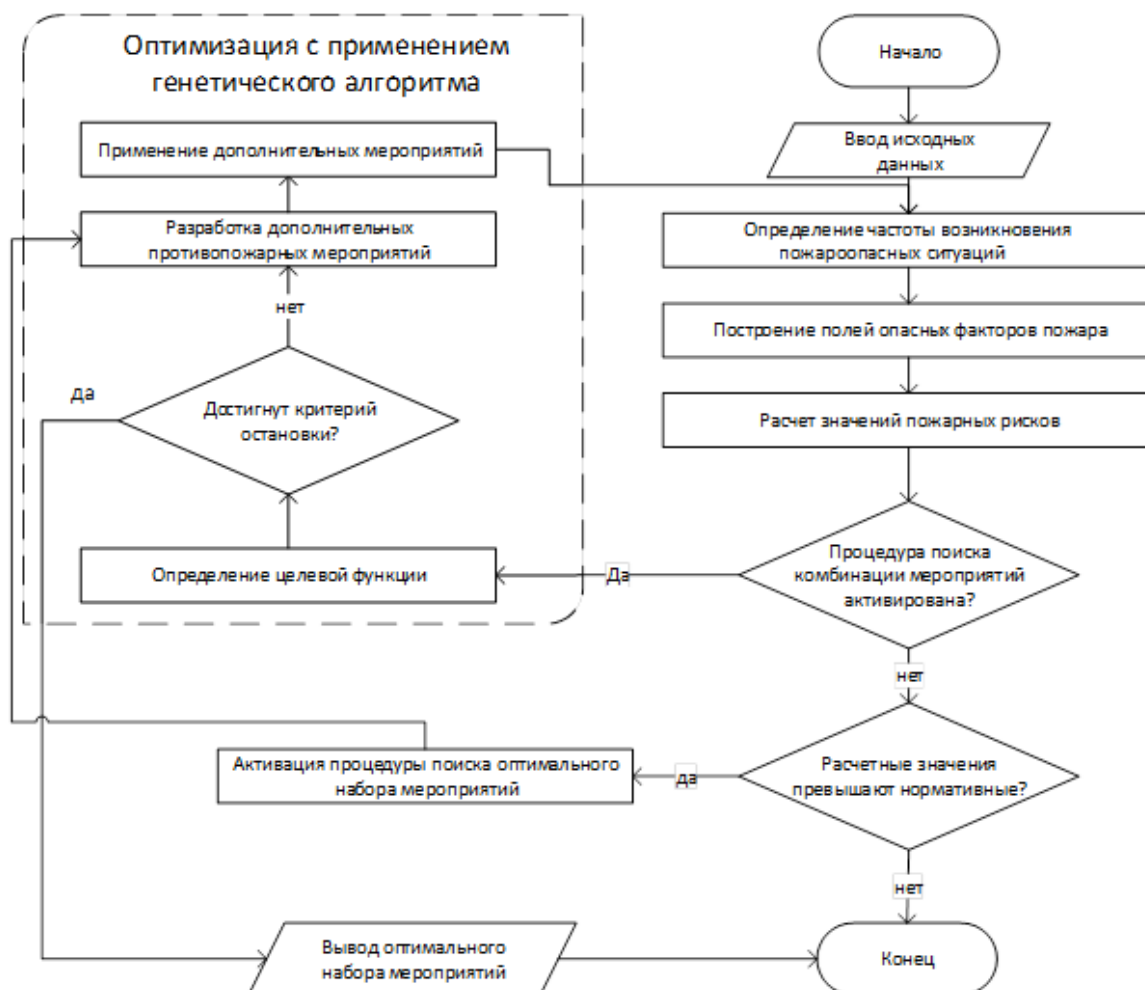 Оптимизация с применением
генетического алгоритма
Начало
Ввод исходных
данных
Применение дополнительных мероприятий
Разработка дополнительных
противопожарных мероприятий
Определение частоты возникновения
пожароопасных ситуаций
нет
Построение полей опасных факторов пожара
да
Достигнут критерий
остановки?
Расчет значений пожарных рисков
Определение целевой функции
Да
Процедура поиска
комбинации мероприятий
активирована?
нет
Активация процедуры поиска оптимального
набора мероприятий
да
Расчетные значения
превышают нормативные?
нет
Вывод оптимального
набора мероприятий
Конец